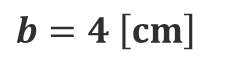 b = 4 [cm]